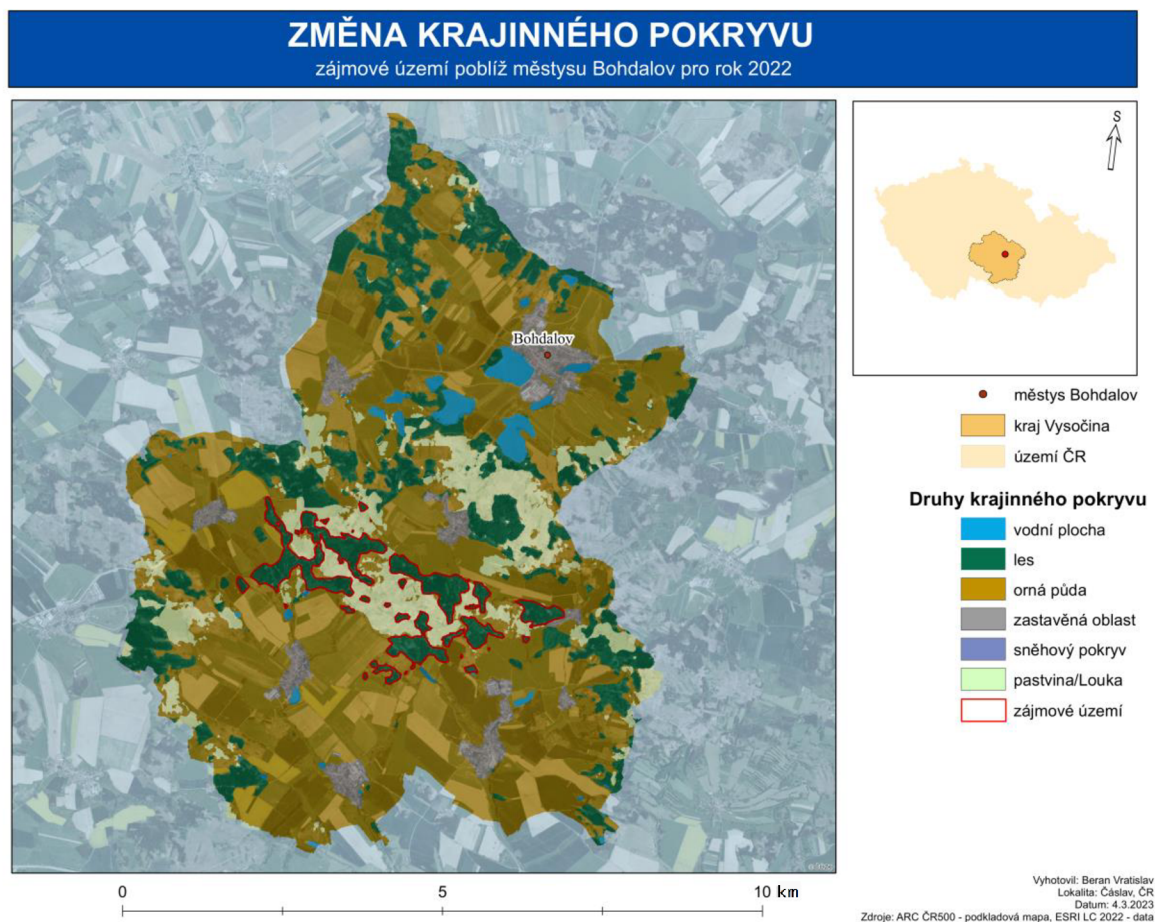 ZMĚNA KRAJINNÉHO POKRYVU
zájmové území poblíž městysu Bohdalov pro rok 2022
S
Bohdalov
městys Bohdalov
kraj Vysočina
území ČR
Druhy krajinného pokryvu
vodní plocha
les
orná půda
zastavěná oblast
sněhový pokryv
pastvina/Louka
zájmové území
0 5 10 km
Vyhotovil: Beran Vratislav
Lokalita: Čáslav, ČR
Datum: 4.3.2023
Zdroje: ARC ČR500 - podkladová mapa, ESRI LC 2022 - data